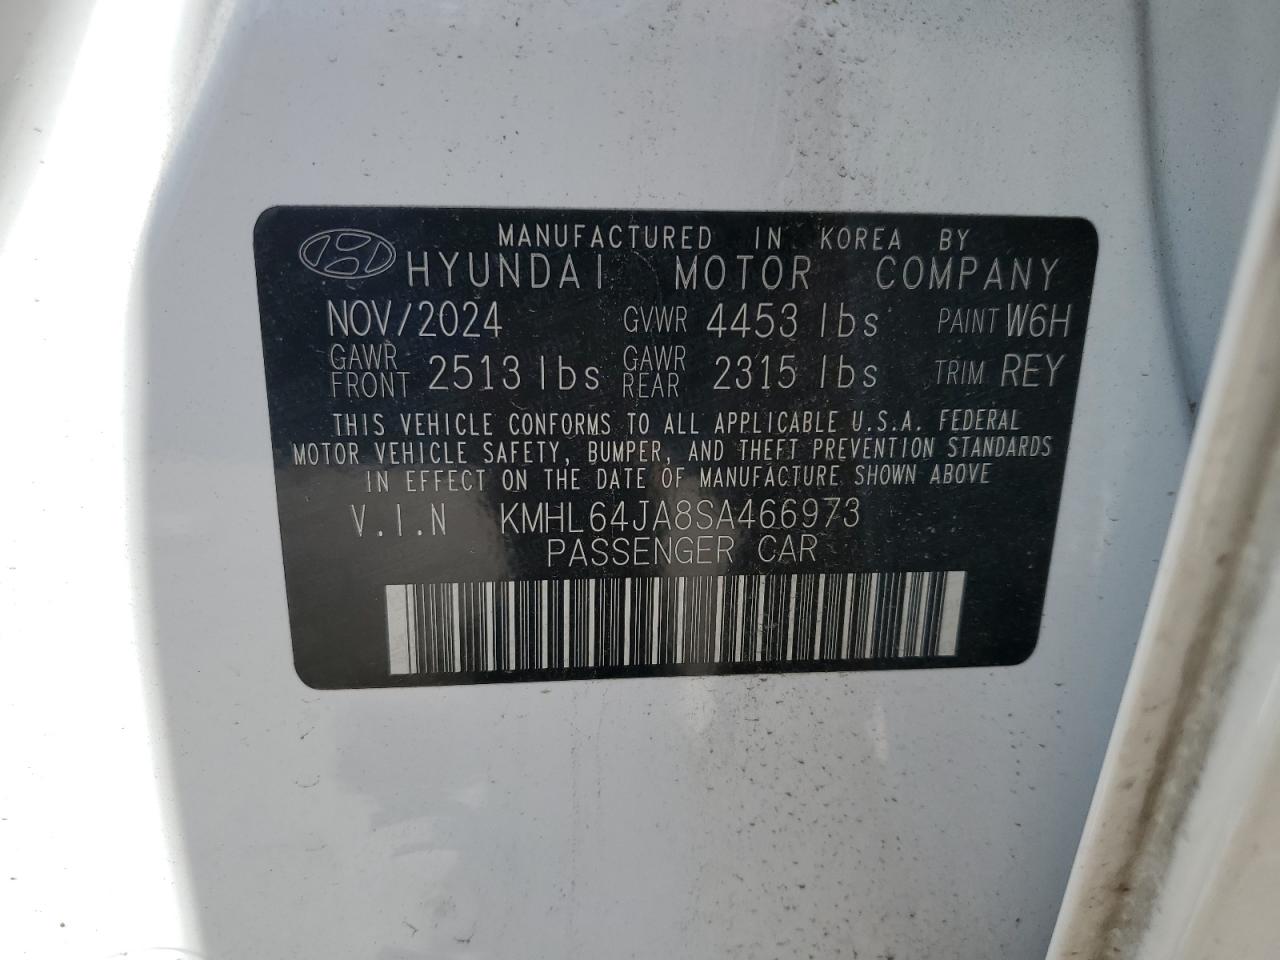 MANUFACTURED IN KOREA BY
HYUNDAI MOTOR COMPANY
NOV/2024 GVWR 4453 lbs PAINT W6H
GAWR FRONT 2513 lbs GAWR REAR 2315 lbs TRIM REY
THIS VEHICLE CONFORMS TO ALL APPLICABLE U.S.A. FEDERAL
MOTOR VEHICLE SAFETY, BUMPER, AND THEFT PREVENTION STANDARDS
IN EFFECT ON THE DATE OF MANUFACTURE SHOWN ABOVE
V.I.N KMHL64JA8SA466973
PASSENGER CAR